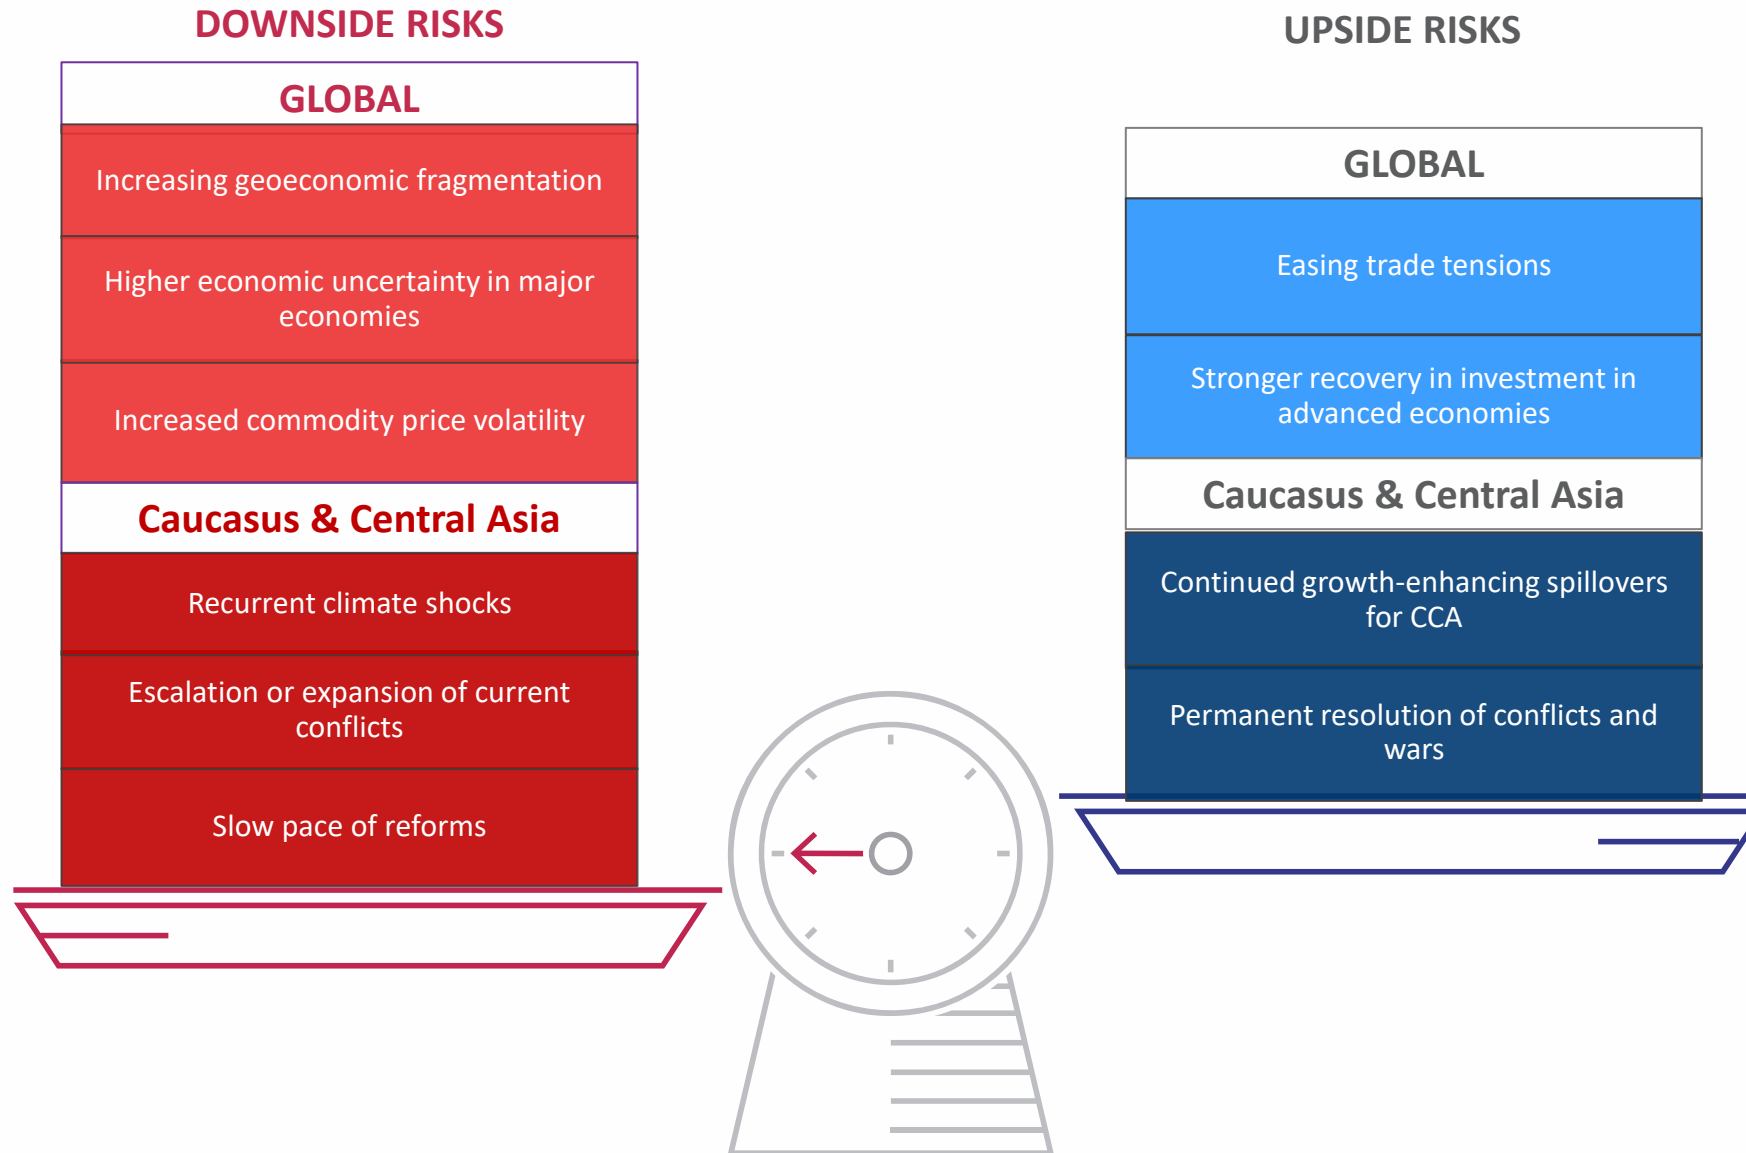 DOWNSIDE RISKS
GLOBAL
Increasing geoeconomic fragmentation
Higher economic uncertainty in major
economies
Increased commodity price volatility
Caucasus & Central Asia
Recurrent climate shocks
Escalation or expansion of current
conflicts
Slow pace of reforms
UPSIDE RISKS
GLOBAL
Easing trade tensions
Stronger recovery in investment in
advanced economies
Caucasus & Central Asia
Continued growth-enhancing spillovers
for CCA
Permanent resolution of conflicts and
wars